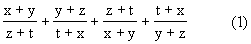 (x + y)/(z + t) + (y + z)/(t + x) + (z + t)/(x + y) + (t + x)/(y + z) (1)